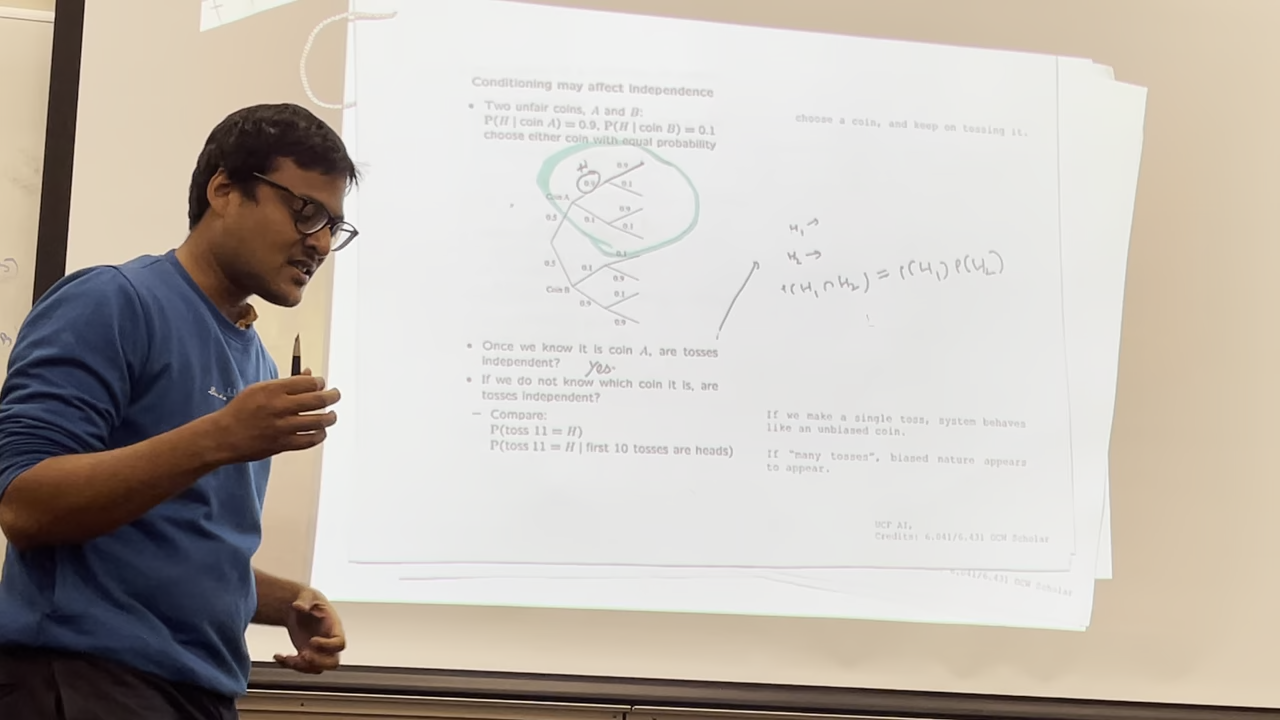 Conditioning may affect independence
• Two unfair coins, A and B:
P(H | coin A) = 0.9, P(H | coin B) = 0.1
choose either coin with equal probability
choose a coin, and keep on tossing it.
H
0.9
0.9
0.1
Coin A
0.5
0.1
0.9
0.1
0.5
0.1
0.1
0.9
Coin B
0.9
0.1
0.9
H₁ →
H₂ →
P(H₁ ∩ H₂) = P(H₁) P(H₂)
• Once we know it is coin A, are tosses
independent? Yes.
• If we do not know which coin it is, are
tosses independent?
– Compare:
P(toss 11 = H)
P(toss 11 = H | first 10 tosses are heads)
If we make a single toss, system behaves
like an unbiased coin.
If "many tosses", biased nature appears
to appear.
UCF AI,
Credits: 6.041/6.431 OCW Scholar
6.041/6.431 OCW Scholar